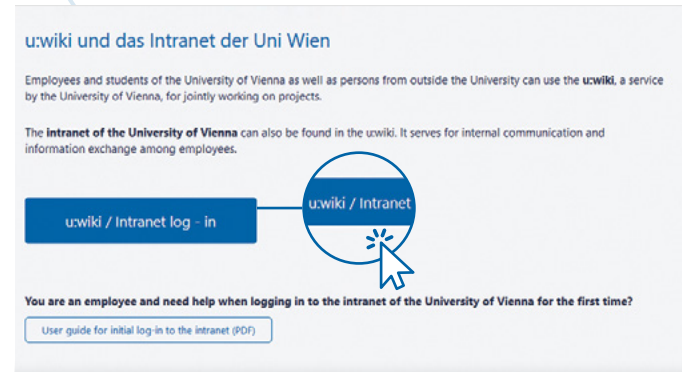 u:wiki und das Intranet der Uni Wien
Employees and students of the University of Vienna as well as persons from outside the University can use the u:wiki, a service
by the University of Vienna, for jointly working on projects.
The intranet of the University of Vienna can also be found in the u:wiki. It serves for internal communication and
information exchange among employees.
u:wiki / Intranet log - in
u:wiki / Intranet
You are an employee and need help when logging in to the intranet of the University of Vienna for the first time?
User guide for initial log-in to the intranet (PDF)